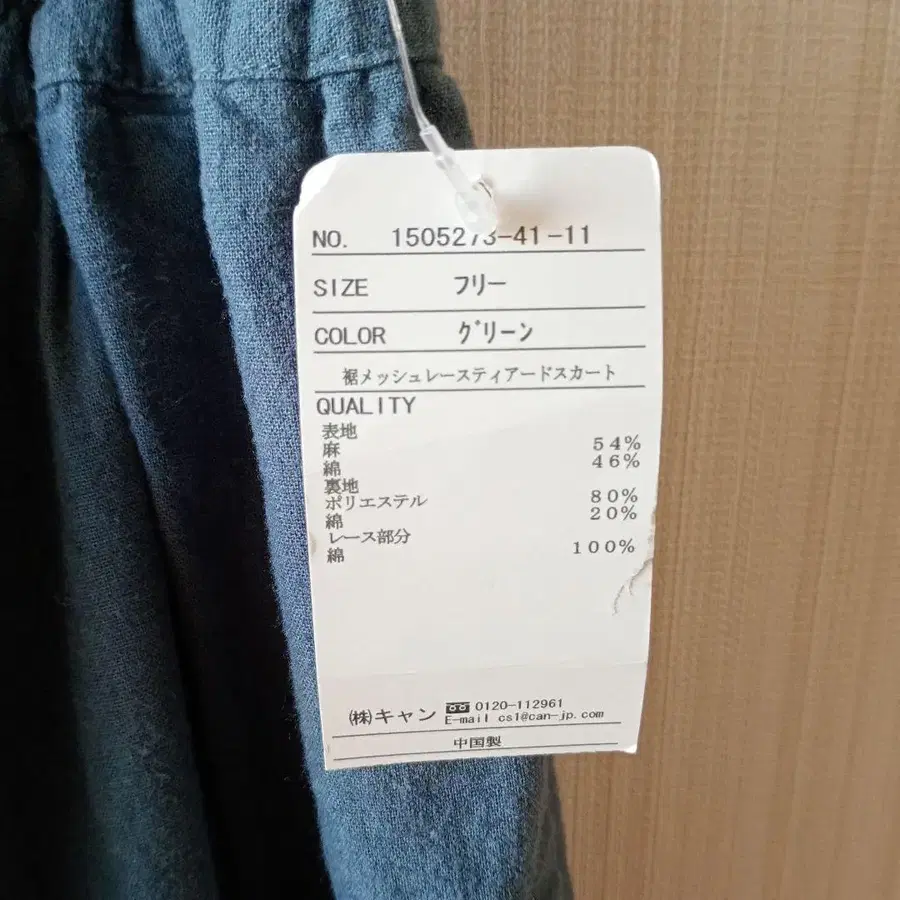 NO. 1505273-41-11
SIZE フリー
COLOR グリーン
裾メッシュレースティアードスカート
QUALITY
表地
麻 54%
綿 46%
裏地
ポリエステル 80%
綿 20%
レース部分
綿 100%
㈱キャン 0120-112961
E-mail cs1@can-jp.com
中国製